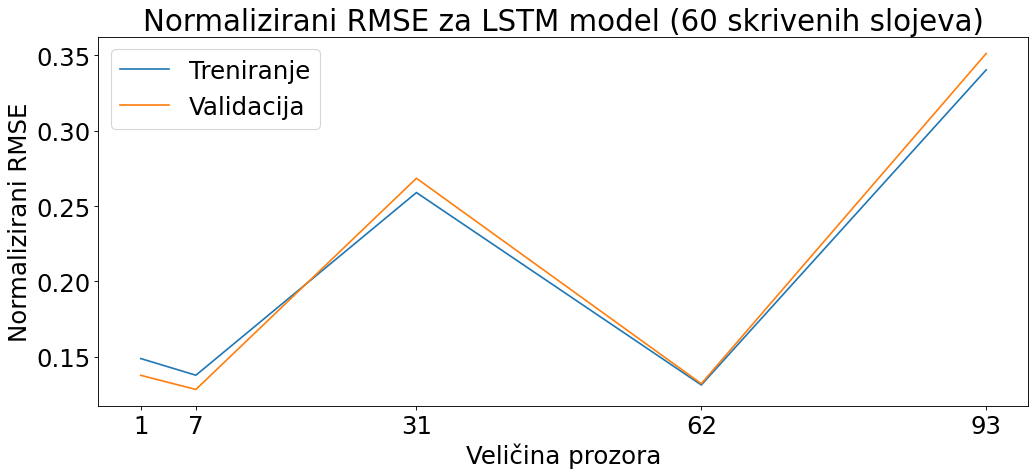 Normalizirani RMSE za LSTM model (60 skrivenih slojeva)
Treniranje
Validacija
Normalizirani RMSE
0.35
0.30
0.25
0.20
0.15
1 7 31 62 93
Veličina prozora